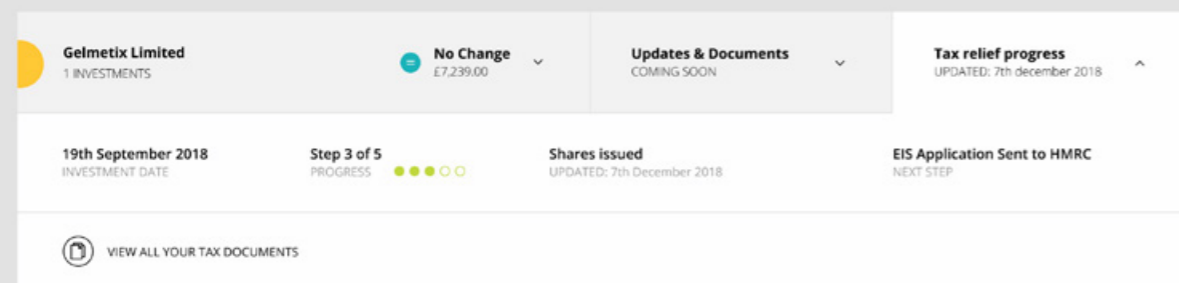 Gelmetix Limited
1 INVESTMENTS
No Change
£7,239.00
Updates & Documents
COMING SOON
Tax relief progress
UPDATED: 7th december 2018
19th September 2018
INVESTMENT DATE
Step 3 of 5
PROGRESS
Shares issued
UPDATED: 7th December 2018
EIS Application Sent to HMRC
NEXT STEP
VIEW ALL YOUR TAX DOCUMENTS